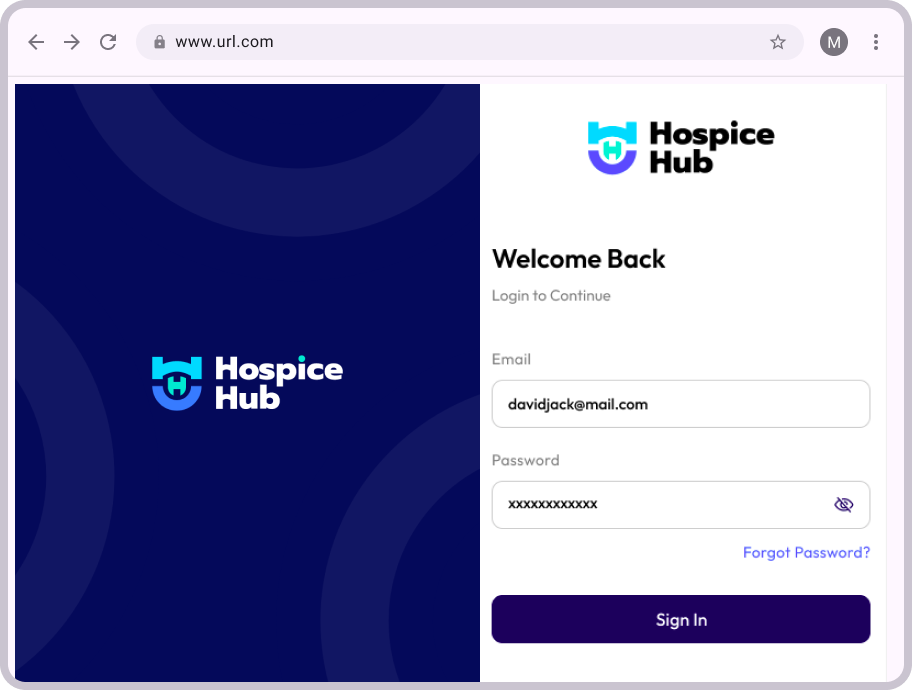 www.url.com
M
Hospice
Hub
Hospice
Hub
Welcome Back
Login to Continue
Email
davidjack@mail.com
Password
xxxxxxxxxxxx
Forgot Password?
Sign In